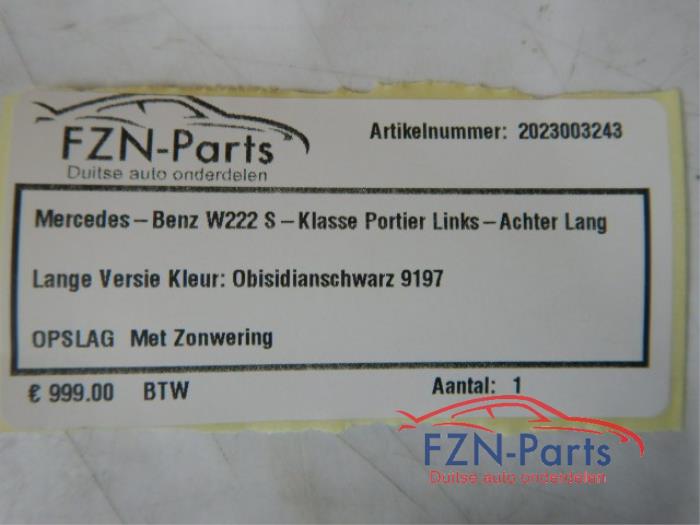 FZN-Parts
Duitse auto onderdelen
Artikelnummer: 2023003243
Mercedes-Benz W222 S-Klasse Portier Links-Achter Lang
Lange Versie Kleur: Obisidianschwarz 9197
OPSLAG Met Zonwering
€ 999.00 BTW Aantal: 1
FZN-Parts
Duitse auto onderdelen